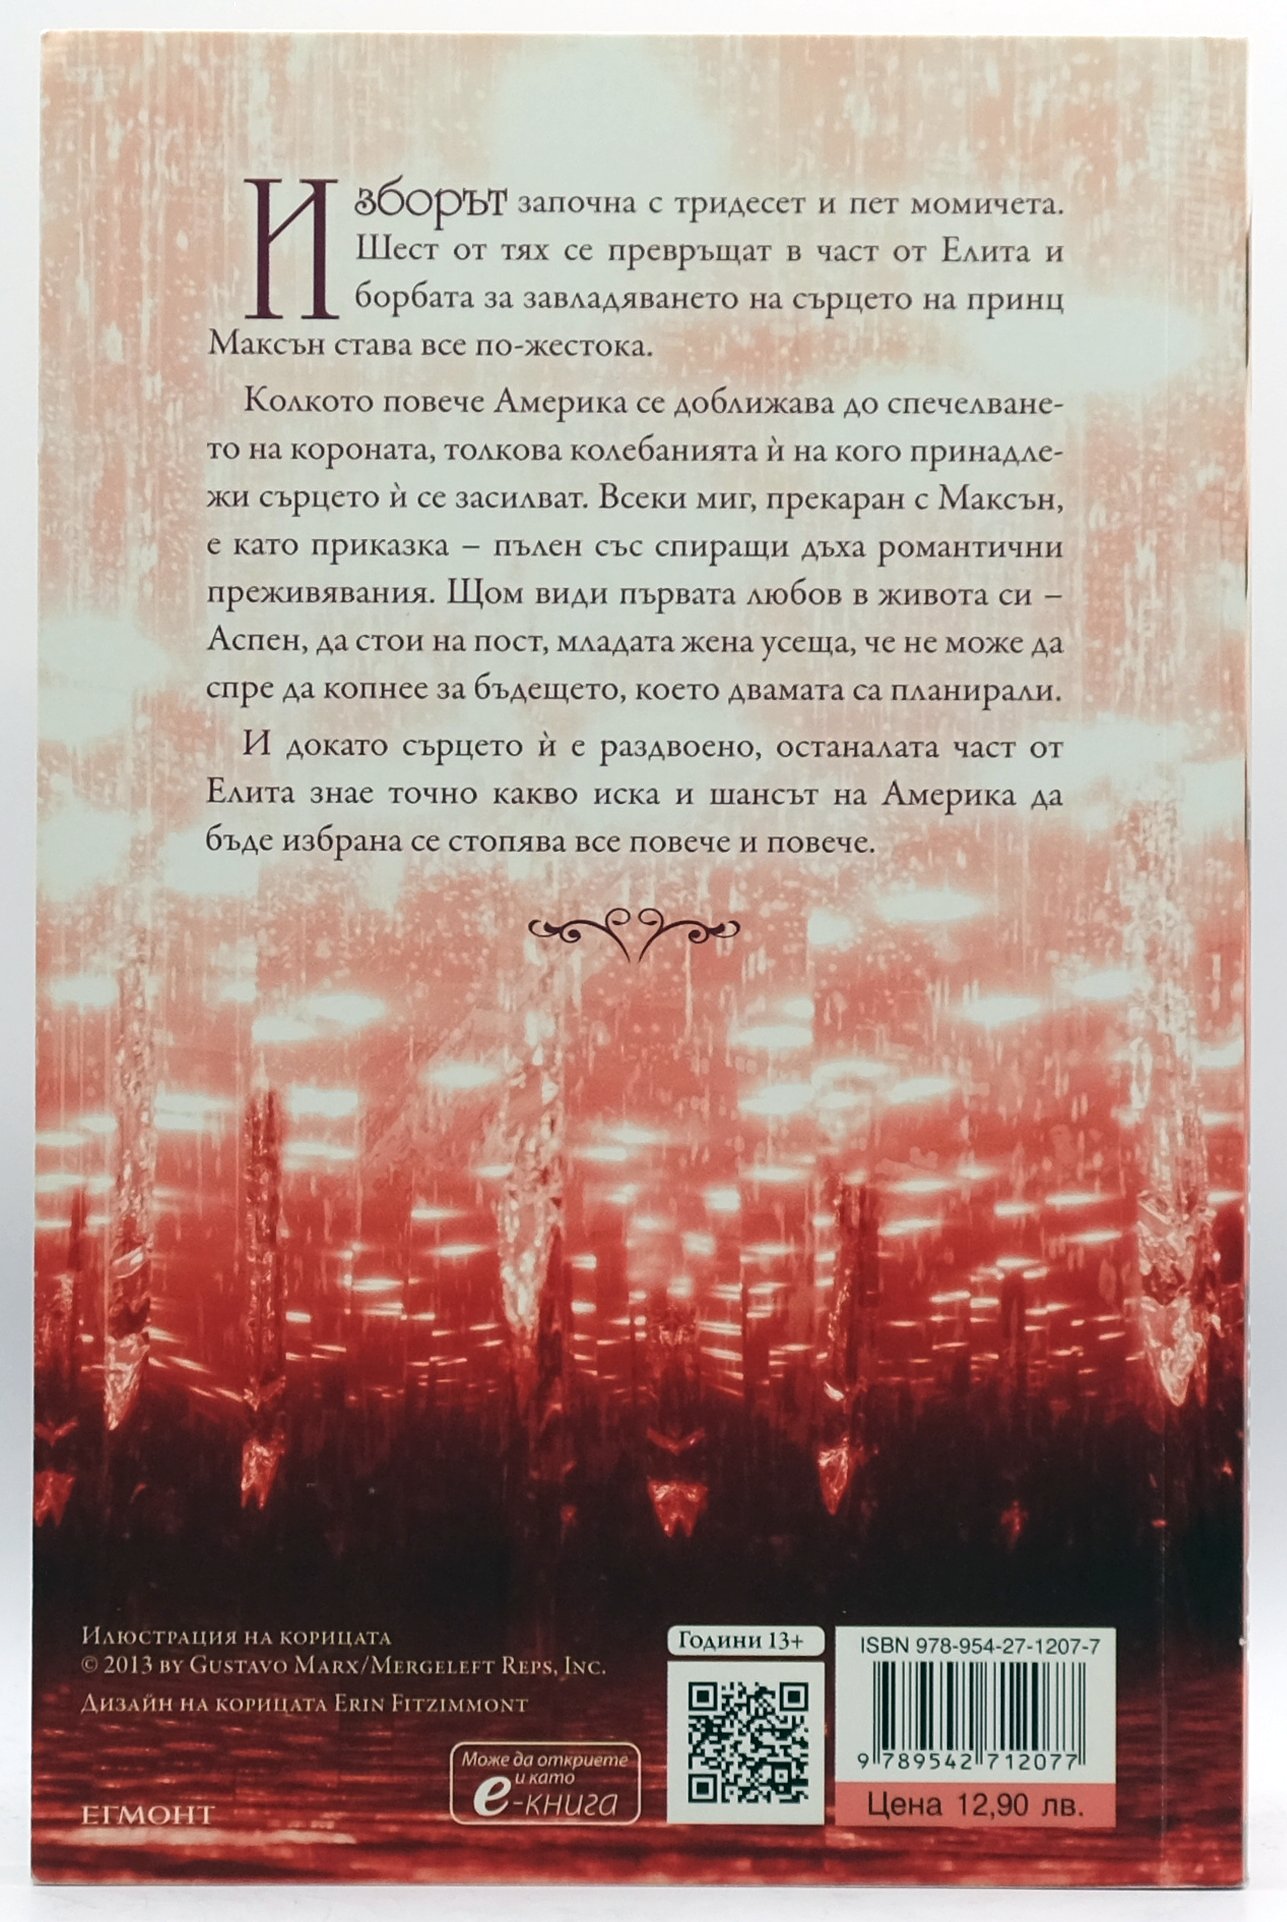 Изборът започна с тридесет и пет момичета.
Шест от тях се превръщат в част от Елита и
борбата за завладяването на сърцето на принц
Максън става все по-жестока.
Колкото повече Америка се доближава до спечелване-
то на короната, толкова колебанията ѝ на кого принадле-
жи сърцето ѝ се засилват. Всеки миг, прекаран с Максън,
е като приказка – пълен със спиращи дъха романтични
преживявания. Щом види първата любов в живота си –
Аспен, да стои на пост, младата жена усеща, че не може да
спре да копнее за бъдещето, което двамата са планирали.
И докато сърцето ѝ е раздвоено, останалата част от
Елита знае точно какво иска и шансът на Америка да
бъде избрана се стопява все повече и повече.
Илюстрация на корицата
© 2013 by Gustavo Marx/Mergeleft Reps, Inc.
Дизайн на корицата Erin Fitzimmont
ЕГМОНТ
Може да откриете
и като
е-книга
Години 13+
ISBN 978-954-27-1207-7
9 789542 712077
Цена 12,90 лв.